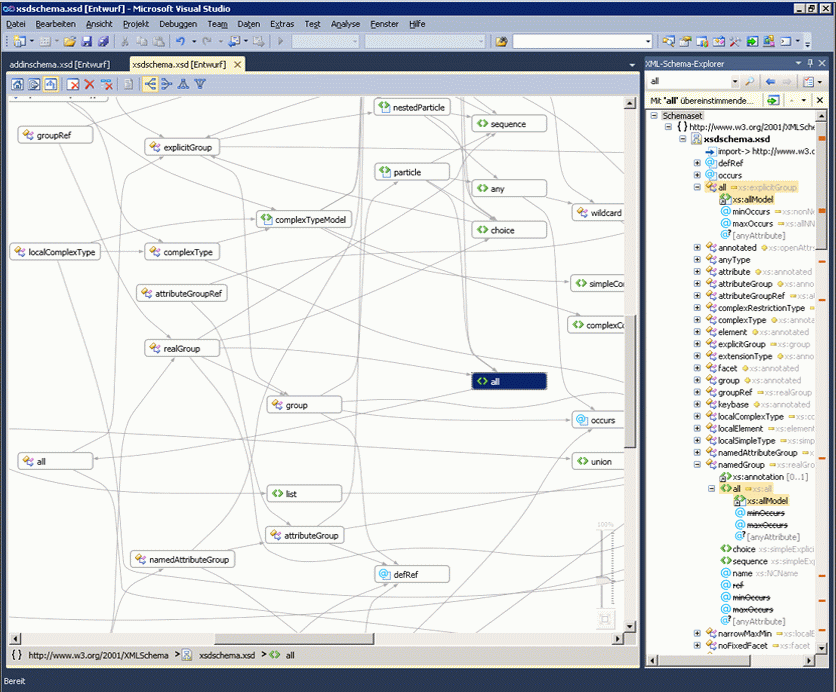 xsdschema.xsd [Entwurf] - Microsoft Visual Studio
Datei Bearbeiten Ansicht Projekt Debuggen Team Daten Extras Test Analyse Fenster Hilfe
addinschema.xsd [Entwurf] xsdschema.xsd [Entwurf]
XML-Schema-Explorer
all
Mit "all" übereinstimmende...
nestedParticle
sequence
groupRef
explicitGroup
particle
any
wildcard
complexTypeModel
choice
localComplexType
complexType
attributeGroupRef
simpleCo
complexCo
realGroup
all
group
occurs
all
union
list
attributeGroup
namedAttributeGroup
defRef
100%
{ } http://www.w3.org/2001/XMLSchema > xsdschema.xsd > all
Schemaset
{ } http://www.w3.org/2001/XMLSch
xsdschema.xsd
import-> http://www.w3.o
defRef
occurs
all xs:explicitGroup
xs:allModel
minOccurs xs:nonN
maxOccurs xs:allNN
[anyAttribute]
annotated xs:openAttr
anyType
attribute xs:annotated
attributeGroup xs:anno
attributeGroupRef xs:a
complexRestrictionType
complexType xs:annota
element xs:annotated
explicitGroup xs:group
extensionType xs:anno
facet xs:annotated
group xs:annotated
groupRef xs:realGroup
keybase xs:annotated
localComplexType xs:co
localElement xs:element
localSimpleType xs:simp
namedAttributeGroup x
namedGroup xs:realGro
xs:annotation [0..1]
all xs:all
xs:allModel
minOccurs
maxOccurs
[anyAttribute]
choice xs:simpleExplici
sequence xs:simpleExp
name xs:NCName
ref
minOccurs
maxOccurs
[anyAttribute]
narrowMaxMin xs:localE
noFixedFacet xs:facet
Bereit